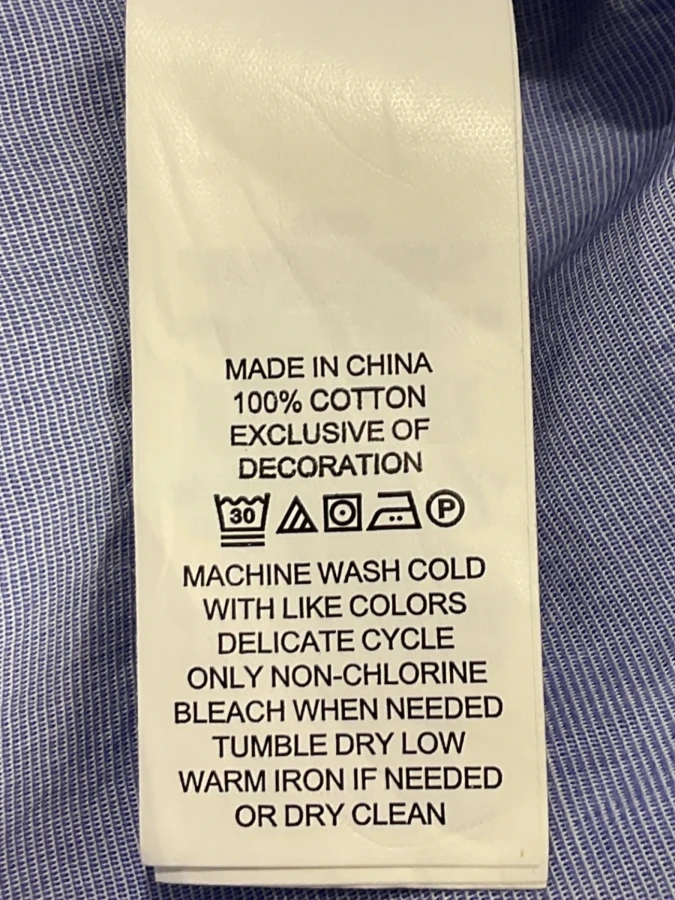 MADE IN CHINA
100% COTTON
EXCLUSIVE OF
DECORATION
30 P
MACHINE WASH COLD
WITH LIKE COLORS
DELICATE CYCLE
ONLY NON-CHLORINE
BLEACH WHEN NEEDED
TUMBLE DRY LOW
WARM IRON IF NEEDED
OR DRY CLEAN